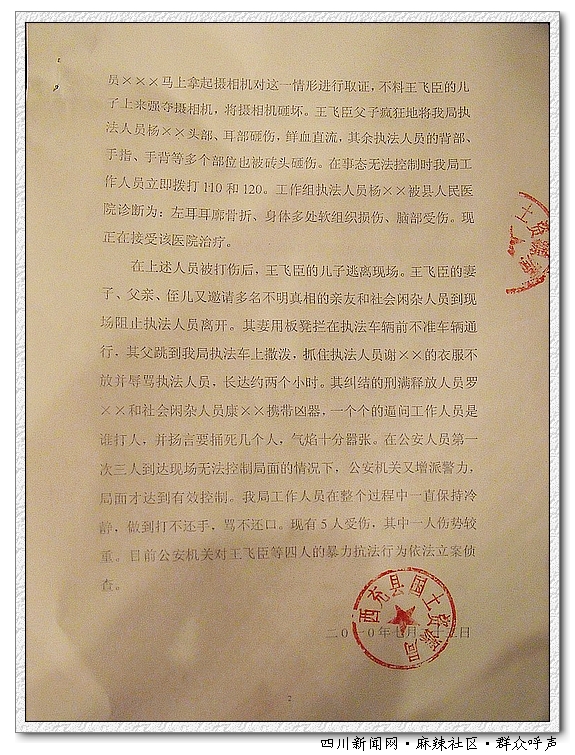 员×××马上拿起摄相机对这一情形进行取证，不料王飞臣的儿
子上来强夺摄相机，将摄相机砸坏。王飞臣父子疯狂地将我局执
法人员杨××头部、耳部砸伤，鲜血直流，其余执法人员的背部、
手指、手背等多个部位也被砖头砸伤。在事态无法控制时我局工
作人员立即拨打110和120。工作组执法人员杨××被县人民医
院诊断为：左耳耳廓骨折、身体多处软组织损伤、脑部受伤。现
正在接受该医院治疗。
在上述人员被打伤后，王飞臣的儿子逃离现场。王飞臣的妻
子、父亲、侄儿又邀请多名不明真相的亲友和社会闲杂人员到现
场阻止执法人员离开。其妻用板凳拦在执法车辆前不准车辆通
行，其父跳到我局执法车上撒泼，抓住执法人员谢××的衣服不
放并辱骂执法人员，长达约两个小时。其纠结的刑满释放人员罗
××和社会闲杂人员康××携带凶器，一个个的逼问工作人员是
谁打人，并扬言要捅死几个人，气焰十分嚣张。在公安人员第一
次三人到达现场无法控制局面的情况下，公安机关又增派警力，
局面才达到有效控制。我局工作人员在整个过程中一直保持冷
静，做到打不还手，骂不还口。现有5人受伤，其中一人伤势较
重。目前公安机关对王飞臣等四人的暴力抗法行为依法立案侦
查。
西充县国土资源局
二〇一〇年七月二日
2
四川新闻网·麻辣社区·群众呼声